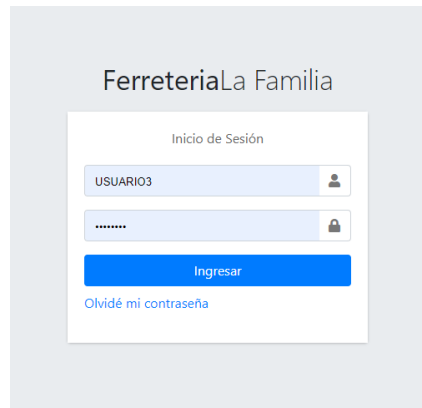 FerreteriaLa Familia
Inicio de Sesión
USUARIO3
........
Ingresar
Olvidé mi contraseña